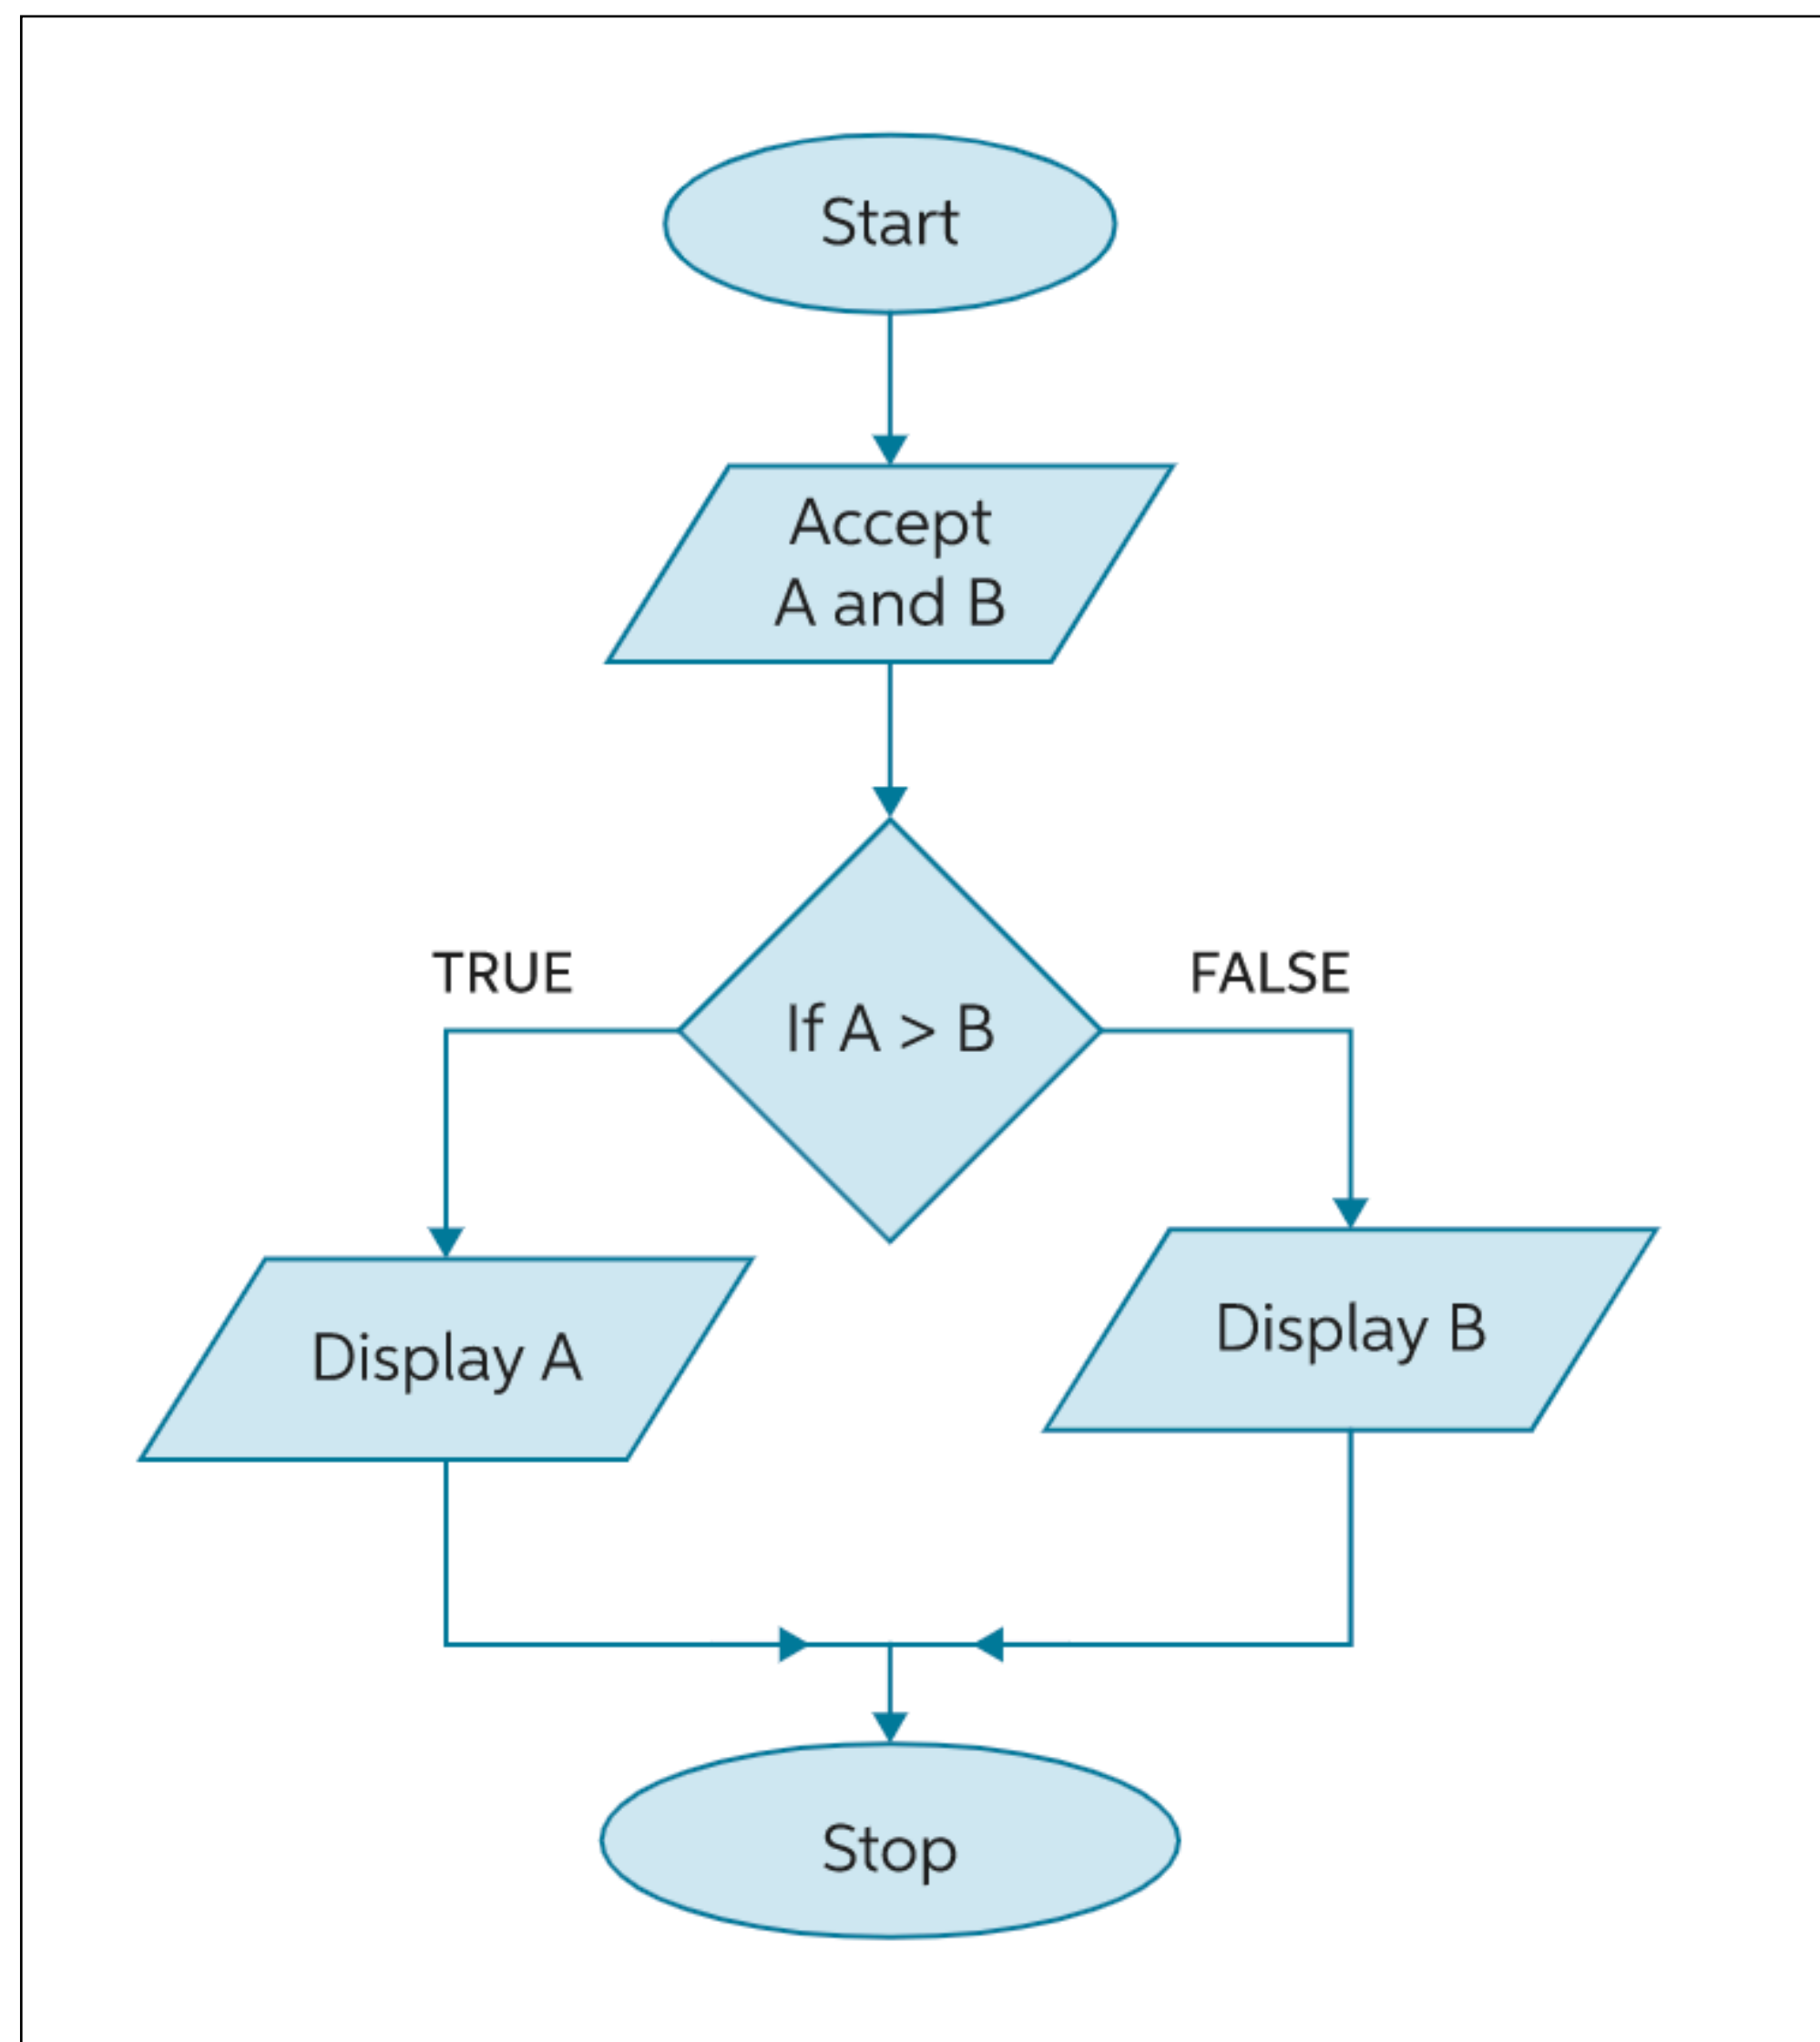 Start
Accept
A and B
TRUE
FALSE
If A > B
Display A
Display B
Stop